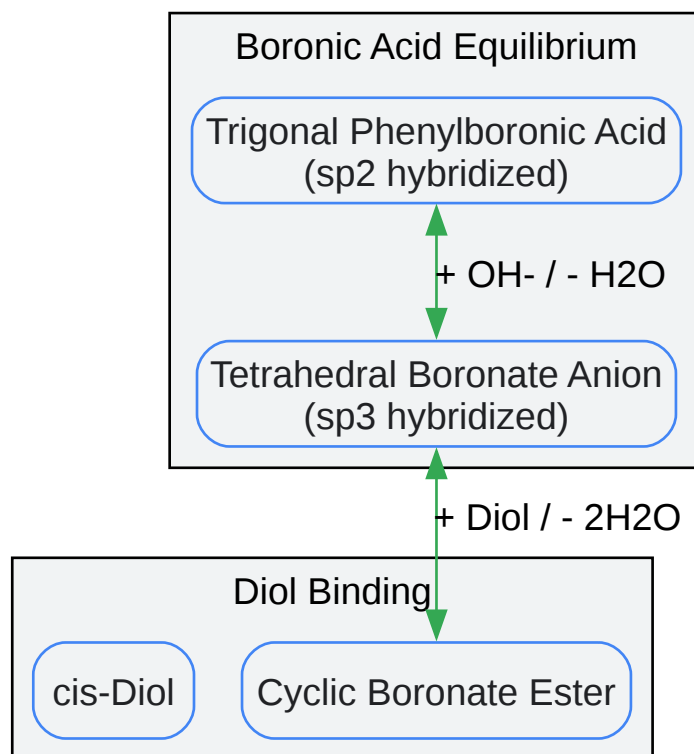 Boronic Acid Equilibrium
Trigonal Phenylboronic Acid
(sp2 hybridized)
+ OH- / - H2O
Tetrahedral Boronate Anion
(sp3 hybridized)
+ Diol / - 2H2O
Diol Binding
cis-Diol
Cyclic Boronate Ester